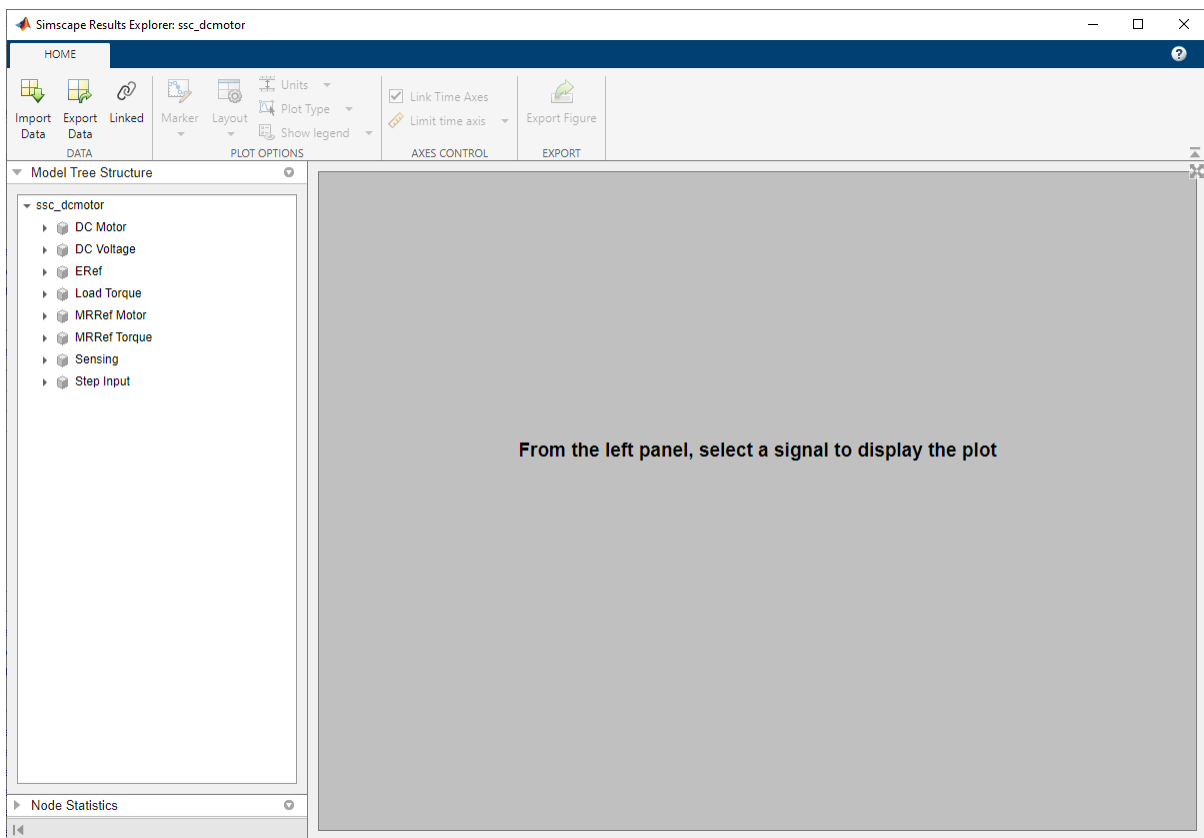 Simscape Results Explorer: ssc_dcmotor
HOME
Import Data
Export Data
Linked
Marker
Layout
Units
Plot Type
Show legend
Link Time Axes
Limit time axis
Export Figure
DATA
PLOT OPTIONS
AXES CONTROL
EXPORT
Model Tree Structure
ssc_dcmotor
DC Motor
DC Voltage
ERef
Load Torque
MRRef Motor
MRRef Torque
Sensing
Step Input
From the left panel, select a signal to display the plot
Node Statistics